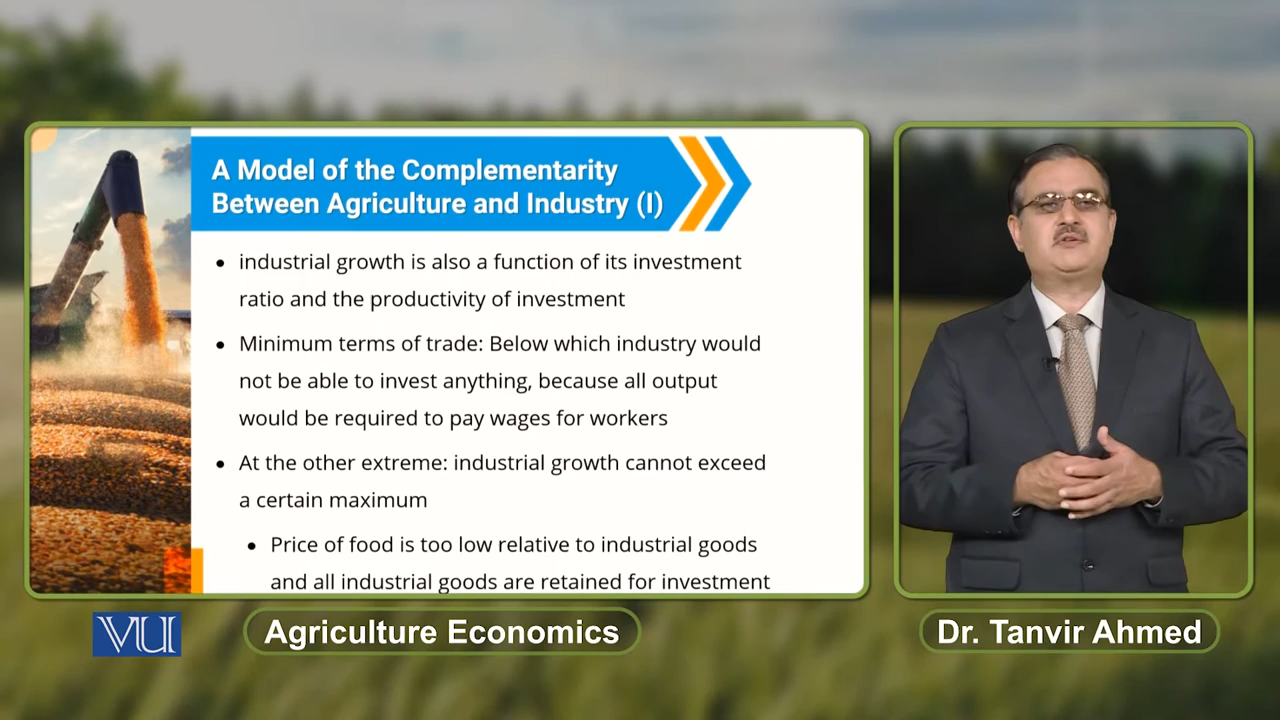 A Model of the Complementarity
Between Agriculture and Industry (I)
• industrial growth is also a function of its investment
ratio and the productivity of investment
• Minimum terms of trade: Below which industry would
not be able to invest anything, because all output
would be required to pay wages for workers
• At the other extreme: industrial growth cannot exceed
a certain maximum
• Price of food is too low relative to industrial goods
and all industrial goods are retained for investment
VU
Agriculture Economics
Dr. Tanvir Ahmed